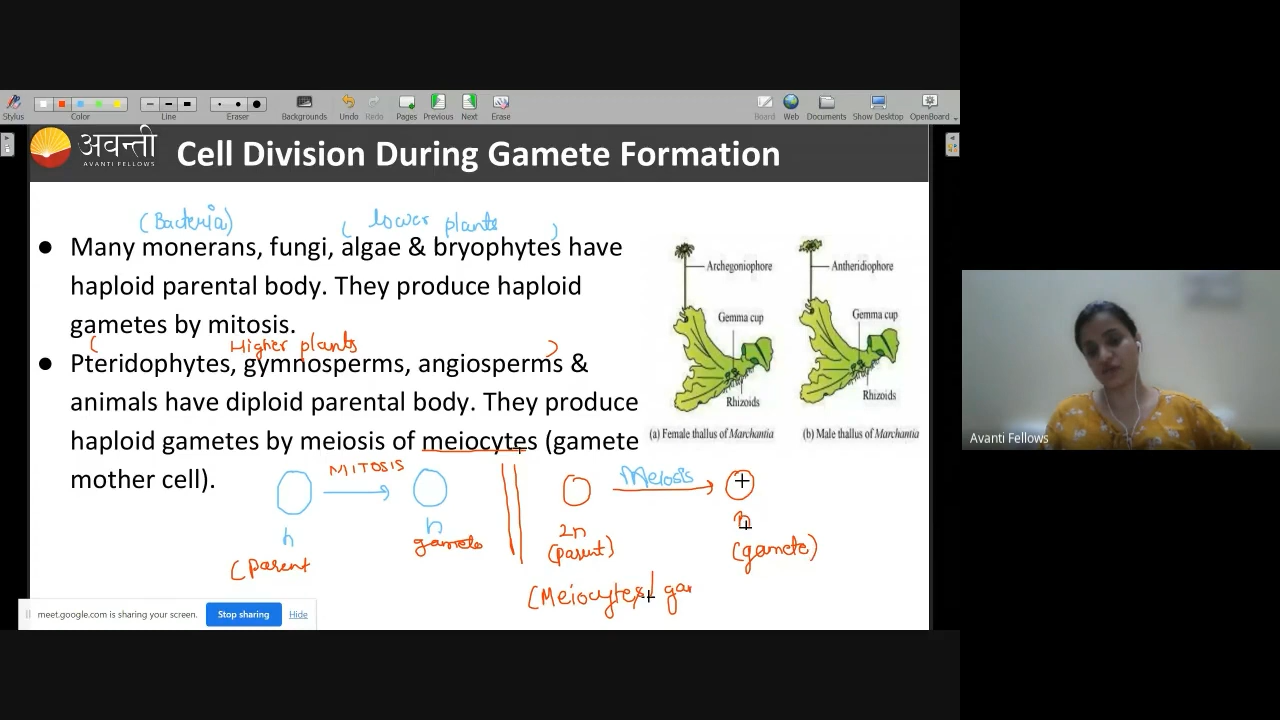 Stylus
Color
Line
Eraser
Backgrounds
Undo
Redo
Pages
Previous
Next
Erase
Board
Web
Documents
Show Desktop
OpenBoard
अवन्ती
AVANTI FELLOWS
Cell Division During Gamete Formation
(Bacteria)
( lower plants )
● Many monerans, fungi, algae & bryophytes have
haploid parental body. They produce haploid
gametes by mitosis.
( Higher plants )
● Pteridophytes, gymnosperms, angiosperms &
animals have diploid parental body. They produce
haploid gametes by meiosis of meiocytes (gamete
mother cell).
Archegoniophore
Gemma cup
Rhizoids
(a) Female thallus of Marchantia
Antheridiophore
Gemma cup
Rhizoids
(b) Male thallus of Marchantia
MITOSIS
n
(parent
n
gamete
Meiosis
2n
(parent)
n
(gamete)
(Meiocytes/ gam
meet.google.com is sharing your screen.
Stop sharing
Hide
Avanti Fellows